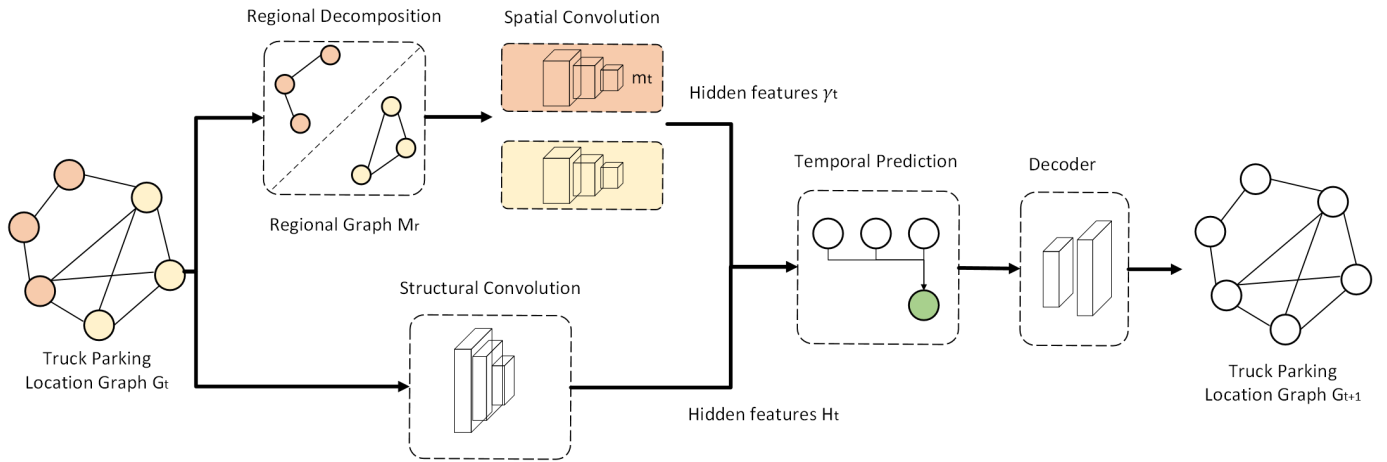 Regional Decomposition
Spatial Convolution
mt
Hidden features γt
Regional Graph Mr
Temporal Prediction
Decoder
Structural Convolution
Truck Parking
Location Graph Gt
Hidden features Ht
Truck Parking
Location Graph Gt+1